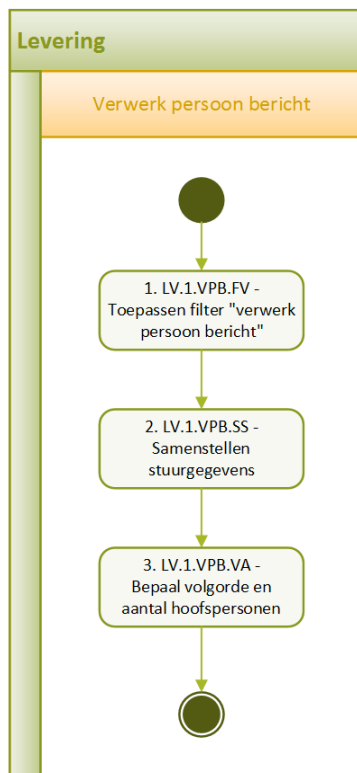 Levering
Verwerk persoon bericht
1. LV.1.VPB.FV -
Toepassen filter "verwerk
persoon bericht"
2. LV.1.VPB.SS -
Samenstellen
stuurgegevens
3. LV.1.VPB.VA -
Bepaal volgorde en
aantal hoofspersonen